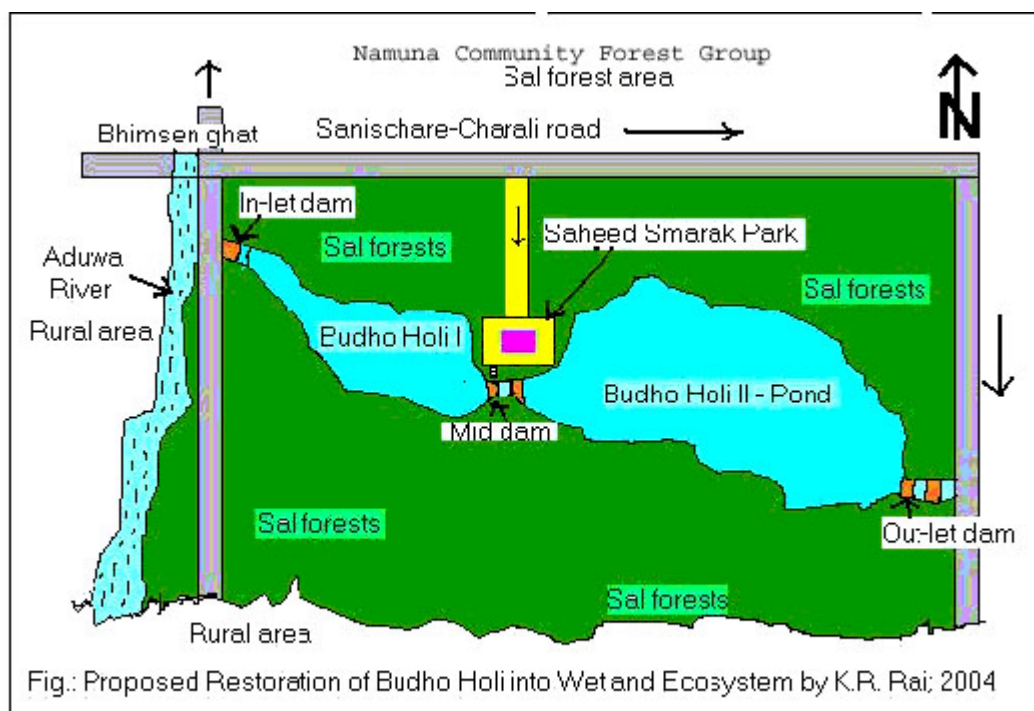 Namuna Community Forest Group
Sal forest area
N
Bhimsen ghat
Sanischare-Charali road
In-let dam
Sal forests
Saheed Smarak Park
Aduwa
River
Sal forests
Rural area
Budho Holi I
Budho Holi II - Pond
Mid dam
Sal forests
Out-let dam
Sal forests
Rural area
Fig.: Proposed Restoration of Budho Holi into Wet and Ecosystem by K.R. Rai; 2004